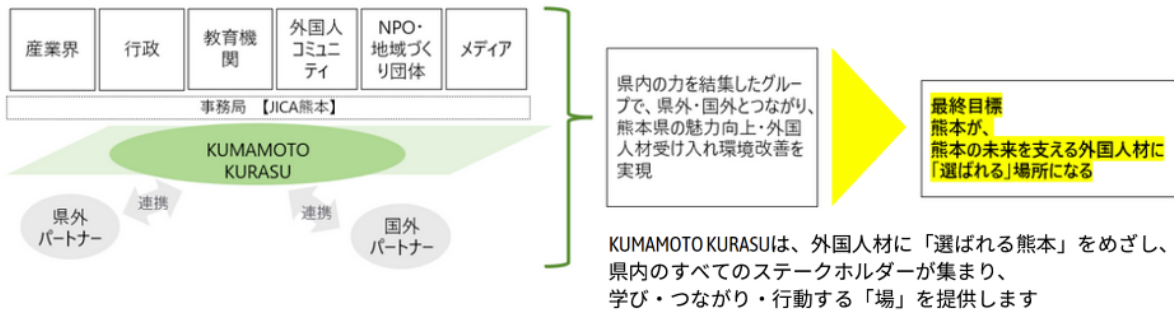 産業界
行政
教育機
関
外国人
コミュニ
ティ
NPO・
地域づく
り団体
メディア
事務局 【JICA熊本】
KUMAMOTO
KURASU
連携
連携
県外
パートナー
国外
パートナー
県内の力を結集したグルー
プで、県外・国外とつながり、
熊本県の魅力向上・外国
人材受け入れ環境改善を
実現
最終目標
熊本が、
熊本の未来を支える外国人材に
「選ばれる」場所になる
KUMAMOTO KURASUは、外国人材に「選ばれる熊本」をめざし、
県内のすべてのステークホルダーが集まり、
学び・つながり・行動する「場」を提供します